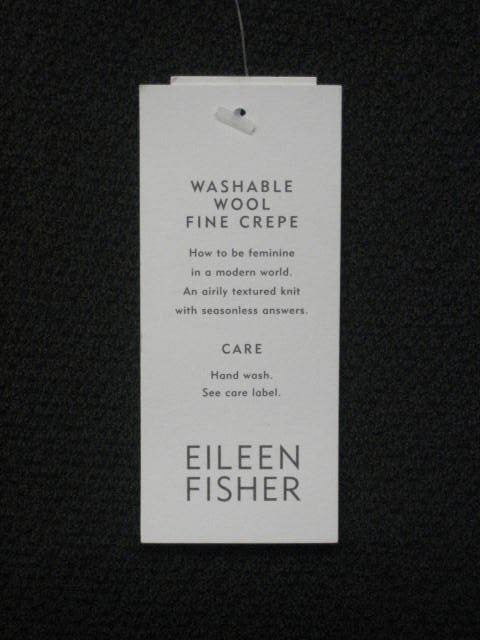 WASHABLE
WOOL
FINE CREPE
How to be feminine
in a modern world.
An airily textured knit
with seasonless answers.
CARE
Hand wash.
See care label.
EILEEN
FISHER